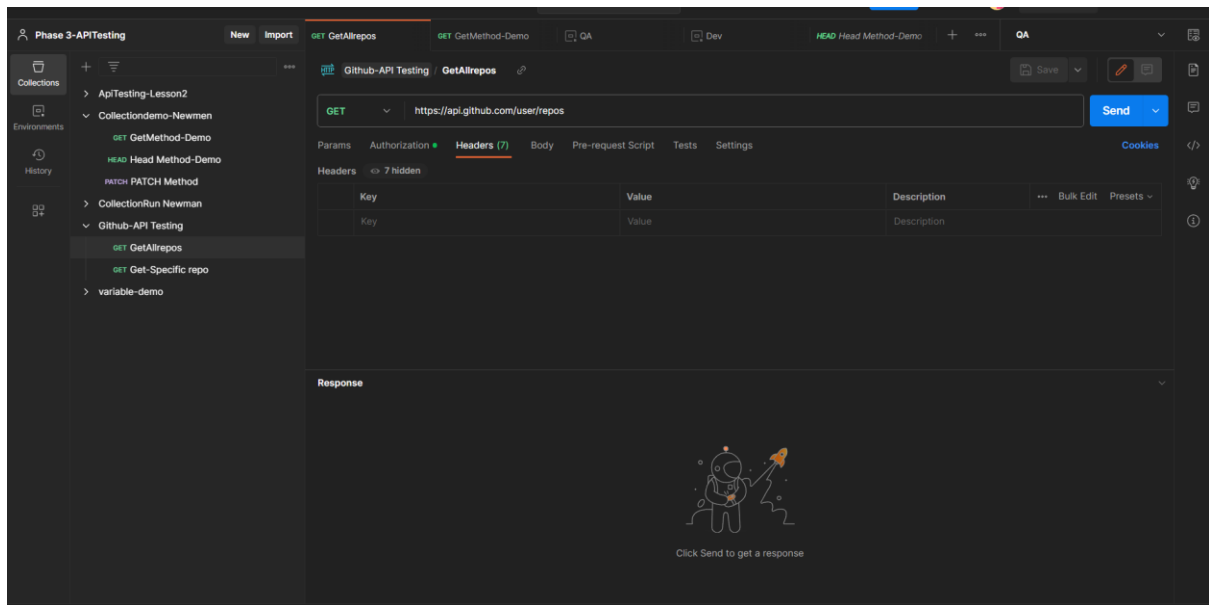 Phase 3-APITesting New Import
GET GetAllrepos GET GetMethod-Demo QA Dev HEAD Head Method-Demo QA
Collections
Environments
History
ApiTesting-Lesson2
Collectiondemo-Newmen
GET GetMethod-Demo
HEAD Head Method-Demo
PATCH PATCH Method
CollectionRun Newman
Github-API Testing
GET GetAllrepos
GET Get-Specific repo
variable-demo
HTTP Github-API Testing / GetAllrepos Save
GET https://api.github.com/user/repos Send
Params Authorization Headers (7) Body Pre-request Script Tests Settings Cookies
Headers 7 hidden
Key Value Description Bulk Edit Presets
Key Value Description
Response
Click Send to get a response